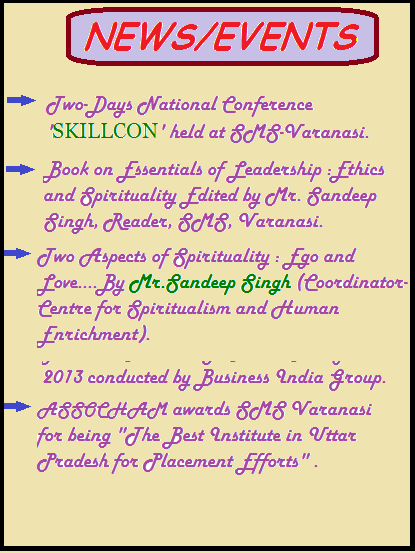 NEWS/EVENTS
Two-Days National Conference
'SKILLCON' held at SMS-Varanasi.
Book on Essentials of Leadership : Ethics
and Spirituality Edited by Mr. Sandeep
Singh, Reader, SMS, Varanasi.
Two Aspects of Spirituality : Ego and
Love.... By Mr.Sandeep Singh (Coordinator-
Centre for Spiritualism and Human
Enrichment).
2013 conducted by Business India Group.
ASSOCHAM awards SMS Varanasi
for being "The Best Institute in Uttar
Pradesh for Placement Efforts" .